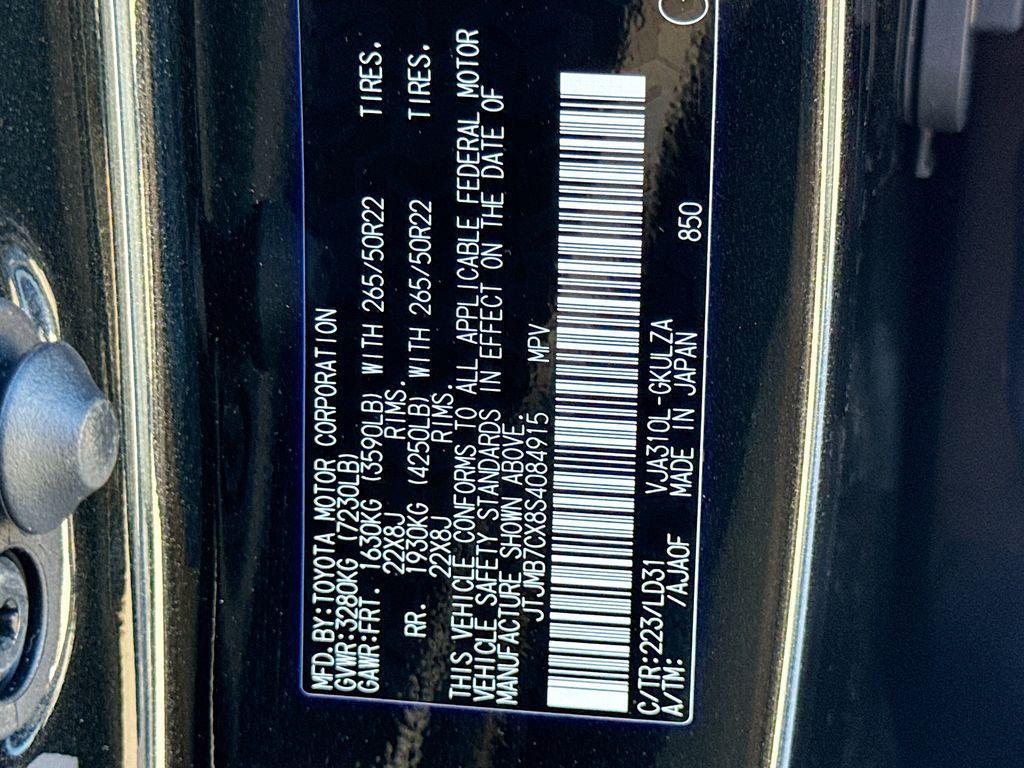 MFD.BY:TOYOTA MOTOR CORPORATION
GVWR:3280KG (7230LB)
GAWR:FRT. 1630KG (3590LB) WITH 265/50R22 TIRES.
22X8J RIMS.
RR. 1930KG (4250LB) WITH 265/50R22 TIRES.
22X8J RIMS.
THIS VEHICLE CONFORMS TO ALL APPLICABLE FEDERAL MOTOR
VEHICLE SAFETY STANDARDS IN EFFECT ON THE DATE OF
MANUFACTURE SHOWN ABOVE.
JTJMB7CX8S4084915 MPV
C/TR:223/LD31 VJA310L-GKULZA
A/TM: /AJA0F MADE IN JAPAN 850